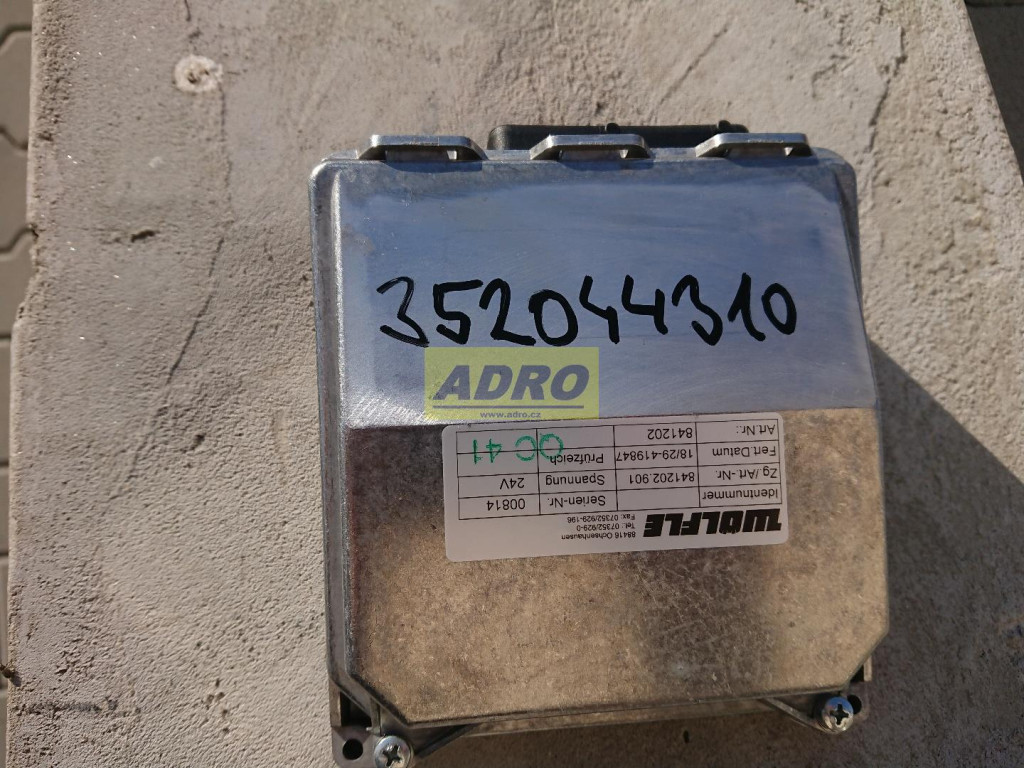 352044310
ADRO
www.adro.cz
WÖLFLE
88416 Ochsenhausen
Tel. 07352/929-0
Fax: 07352/929-196
Identnummer
Serien-Nr. 00814
Zg./Art.-Nr. 841202.901 Spannung 24V
Fert.Datum 18/29-419847 Prüfzeich.
QC 41
Art.Nr.: 841202